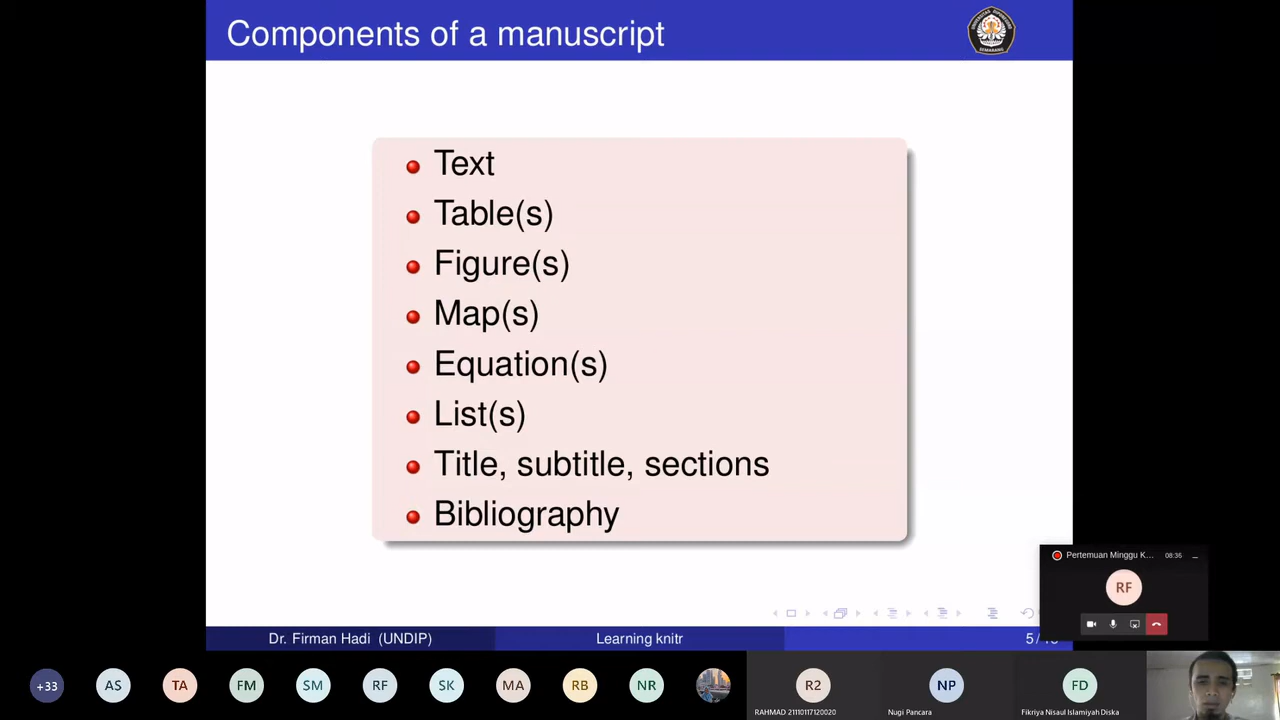 Components of a manuscript
Text
Table(s)
Figure(s)
Map(s)
Equation(s)
List(s)
Title, subtitle, sections
Bibliography
Pertemuan Minggu K... 08:36
RF
Dr. Firman Hadi (UNDIP) Learning knitr 5 /
+33 AS TA FM SM RF SK MA RB NR R2 NP FD
RAHMAD 21110117120020 Nugi Pancara Fikriya Nisaul Islamiyah Diska